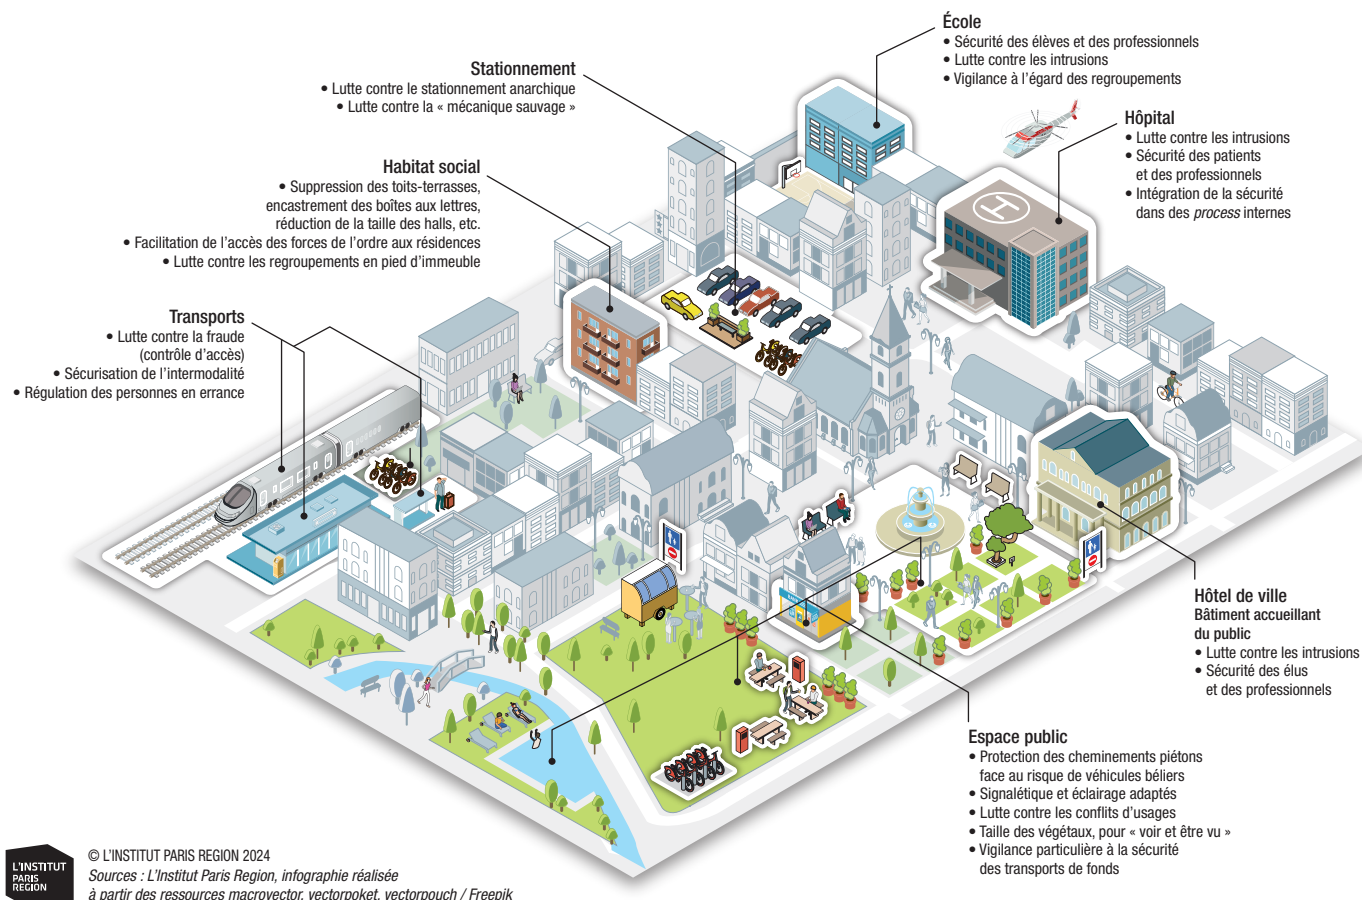 École
• Sécurité des élèves et des professionnels
• Lutte contre les intrusions
• Vigilance à l'égard des regroupements
Stationnement
• Lutte contre le stationnement anarchique
• Lutte contre la « mécanique sauvage »
Hôpital
• Lutte contre les intrusions
• Sécurité des patients
et des professionnels
• Intégration de la sécurité
dans des process internes
Habitat social
• Suppression des toits-terrasses,
encastrement des boîtes aux lettres,
réduction de la taille des halls, etc.
• Facilitation de l'accès des forces de l'ordre aux résidences
• Lutte contre les regroupements en pied d'immeuble
H
Transports
• Lutte contre la fraude
(contrôle d'accès)
• Sécurisation de l'intermodalité
• Régulation des personnes en errance
Hôtel de ville
Bâtiment accueillant
du public
• Lutte contre les intrusions
• Sécurité des élus
et des professionnels
Espace public
• Protection des cheminements piétons
face au risque de véhicules béliers
• Signalétique et éclairage adaptés
• Lutte contre les conflits d'usages
• Taille des végétaux, pour « voir et être vu »
• Vigilance particulière à la sécurité
des transports de fonds
L'INSTITUT
PARIS
REGION
© L'INSTITUT PARIS REGION 2024
Sources : L'Institut Paris Region, infographie réalisée
à partir des ressources macrovector, vectorpoket, vectorpouch / Freepik